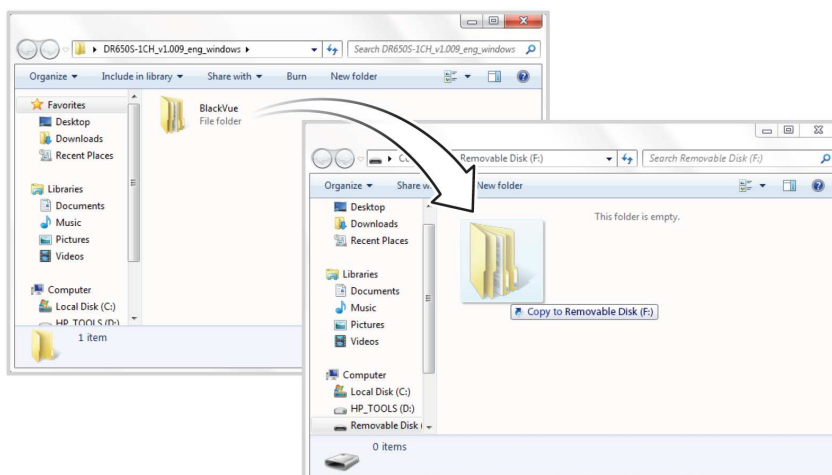 DR650S-1CH_v1.009_eng_windows
Search DR650S-1CH_v1.009_eng_windows
Organize
Include in library
Share with
Burn
New folder
Favorites
Desktop
Downloads
Recent Places
Libraries
Documents
Music
Pictures
Videos
Computer
Local Disk (C:)
HP_TOOLS (D:)
BlackVue
File folder
1 item
Removable Disk (F:)
Search Removable Disk (F:)
Organize
Share
New folder
Desktop
Downloads
Recent Places
Libraries
Documents
Music
Pictures
Videos
Computer
Local Disk (C:)
HP_TOOLS (D:)
Removable Disk
This folder is empty.
Copy to Removable Disk (F:)
0 items